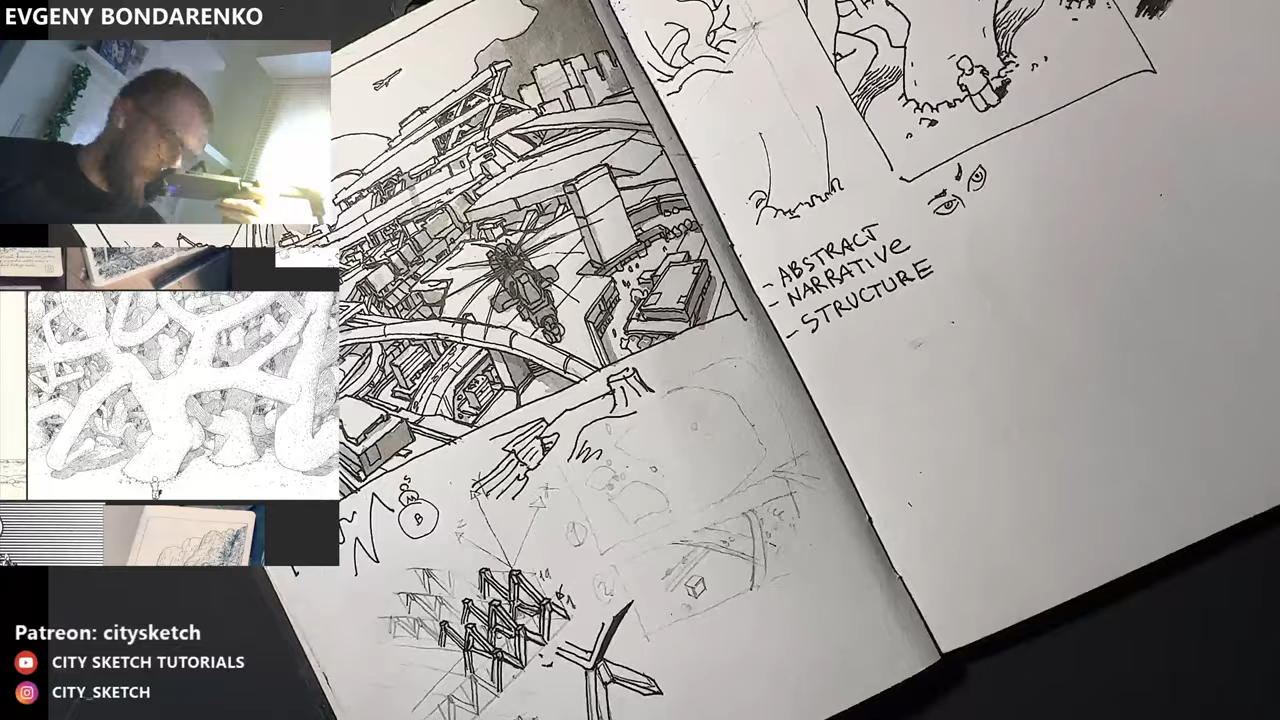 EVGENY BONDARENKO
- ABSTRACT
- NARRATIVE
- STRUCTURE
B
Patreon: citysketch
CITY SKETCH TUTORIALS
CITY_SKETCH